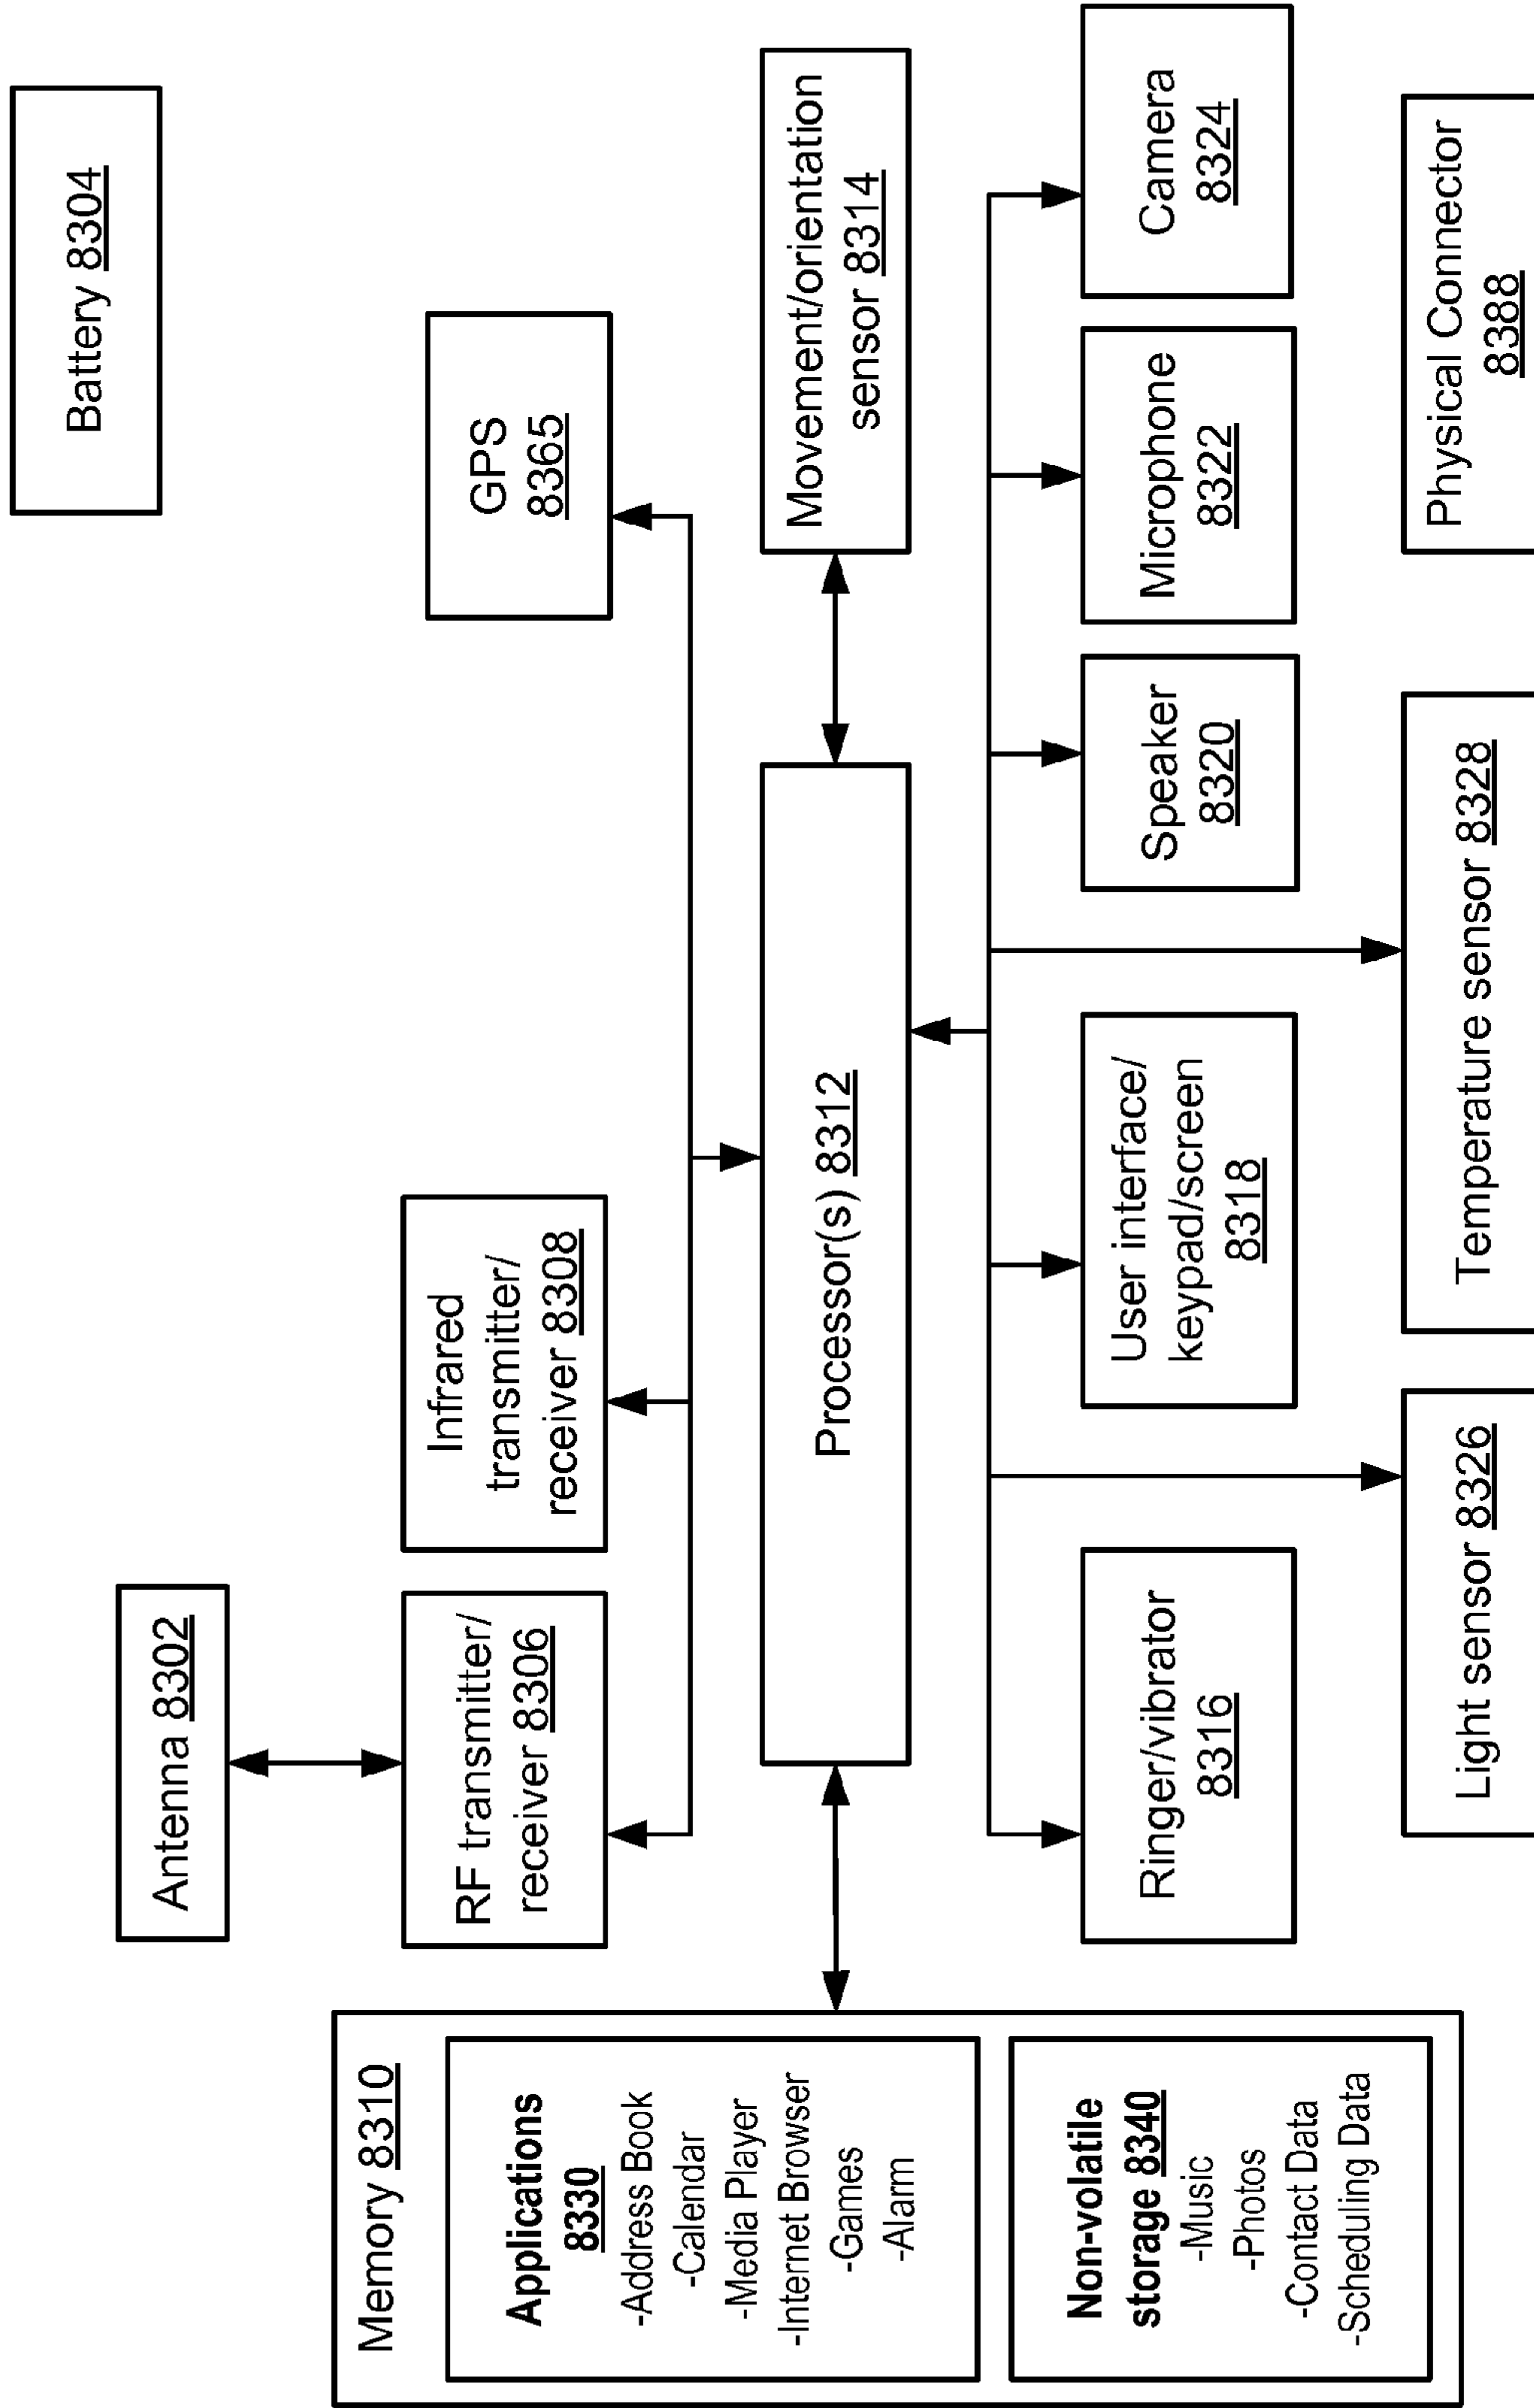 Battery 8304
Antenna 8302
RF transmitter/
receiver 8306
Infrared
transmitter/
receiver 8308
GPS
8365
Memory 8310
Applications
8330
-Address Book
-Calendar
-Media Player
-Internet Browser
-Games
-Alarm
Non-volatile
storage 8340
-Music
-Photos
-Contact Data
-Scheduling Data
Processor(s) 8312
Movement/orientation
sensor 8314
Ringer/vibrator
8316
User interface/
keypad/screen
8318
Speaker
8320
Microphone
8322
Camera
8324
Light sensor 8326
Temperature sensor 8328
Physical Connector
8388